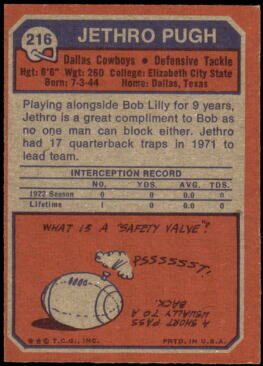 216
JETHRO PUGH
Dallas Cowboys • Defensive Tackle
Hgt: 6'6" Wgt: 260 College: Elizabeth City State
Born: 7-3-44 Home: Dallas, Texas
Playing alongside Bob Lilly for 9 years,
Jethro is a great compliment to Bob as
no one man can block either. Jethro
had 17 quarterback traps in 1971 to
lead team.
INTERCEPTION RECORD
NO. YDS. AVG. TDS.
1972 Season 0 0 0.0 0
Lifetime 1 0 0.0 0
WHAT IS A "SAFETY VALVE"?
PSSSSSST!
A SHORT PASS
USUALLY TO A
BACK.
© T.C.G., INC. PRTD. IN U.S.A.